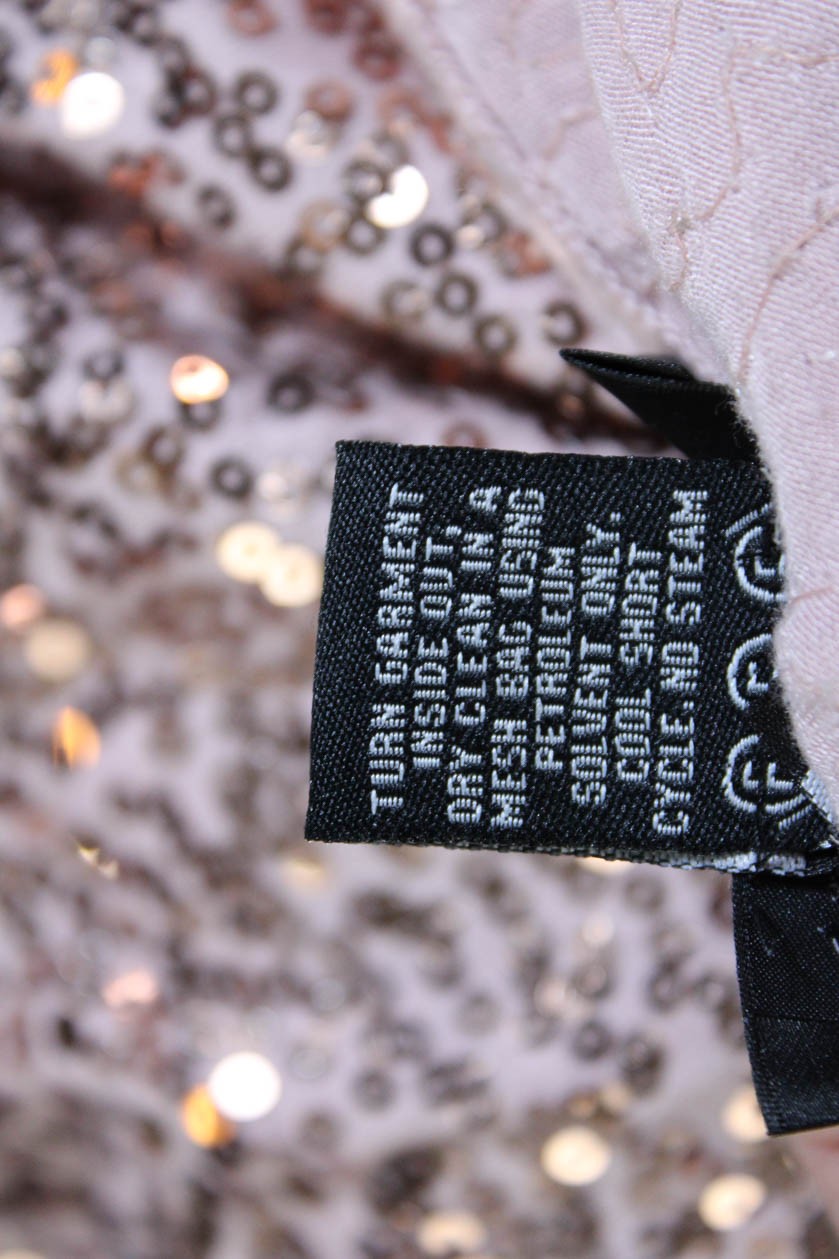 TURN GARMENT
INSIDE OUT,
DRY CLEAN IN A
MESH BAG USING
PETROLEUM
SOLVENT ONLY.
COOL SHORT
CYCLE.NO STEAM
F
F
F